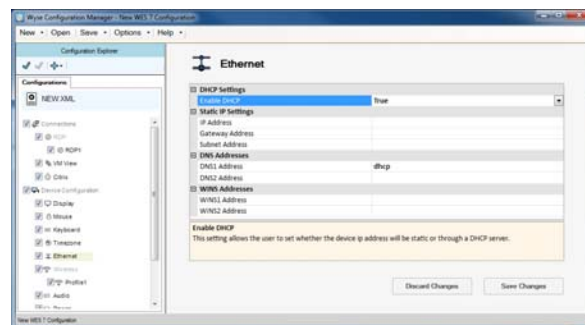 Wyse Configuration Manager - New WES 7 Configuration
New Open Save Options Help
Configuration Explorer
Configurations
NEW XML
Connections
RDP
RDP1
VM View
Citrix
Device Configuration
Display
Mouse
Keyboard
Timezone
Ethernet
Wireless
Profile1
Audio
Ethernet
DHCP Settings
Enable DHCP True
Static IP Settings
IP Address
Gateway Address
Subnet Address
DNS Addresses
DNS1 Address dhcp
DNS2 Address
WINS Addresses
WINS1 Address
WINS2 Address
Enable DHCP
This setting allows the user to set whether the device ip address will be static or through a DHCP server.
Discard Changes Save Changes
New WES 7 Configuration